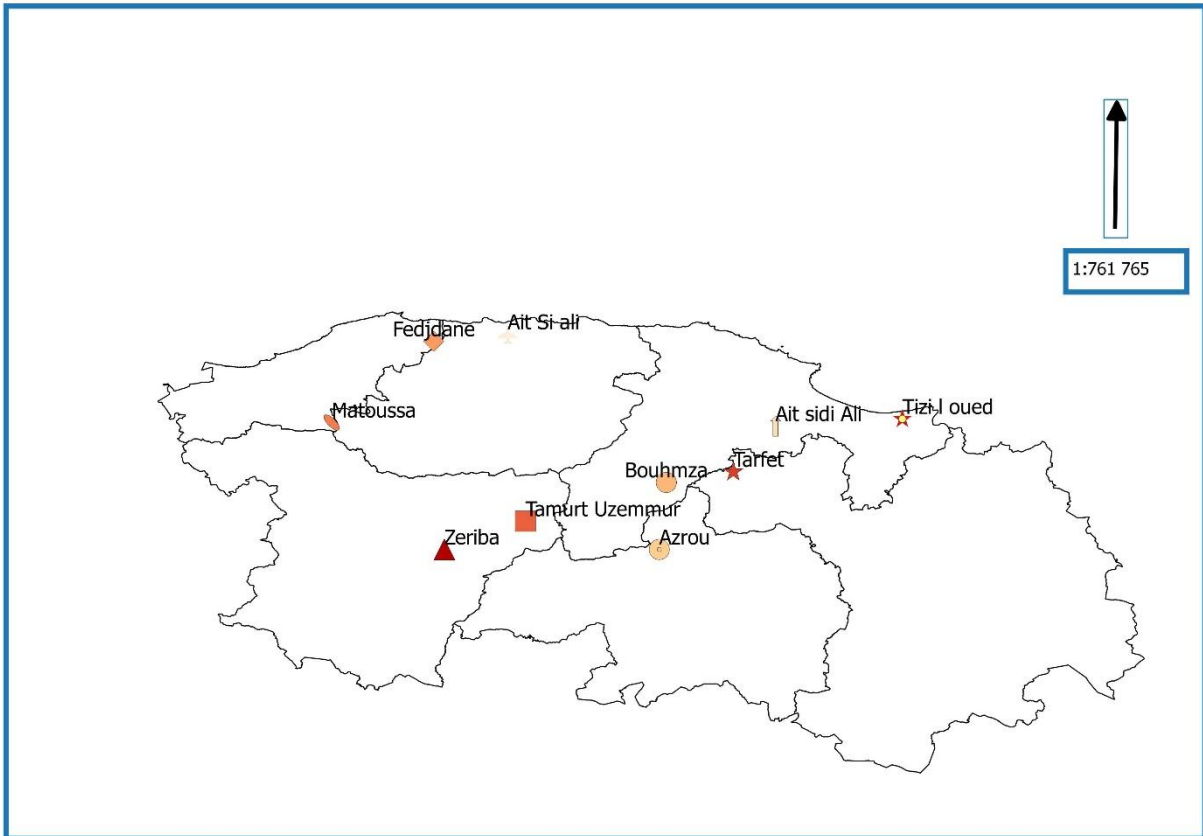 1:761 765
Fedjdane
Ait Si ali
Matoussa
Ait sidi Ali
Tizi l oued
Bouhmza
Tarfet
Tamurt Uzemmur
Zeriba
Azrou